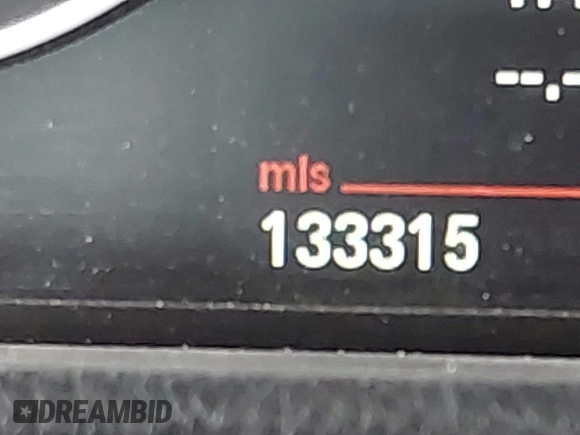 --.-
mls
133315
DREAMBID